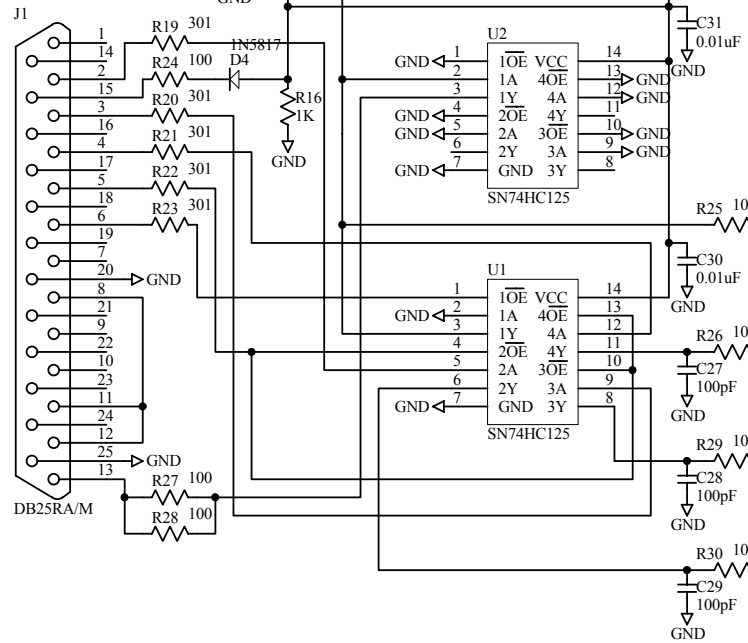 GND
J1
R19 301
1
14
2
R24 100
1N5817
D4
15
R20 301
3
16
R21 301
4
17
R22 301
5
18
R23 301
6
19
7
20 GND
8
21
9
22
10
23
11
24
12
25 GND
13
R27 100
R28 100
DB25RA/M
R16
1K
GND
U2
GND 1 1OE VCC 14
2 1A 4OE 13 GND
3 1Y 4A 12 GND
GND 4 2OE 4Y 11
GND 5 2A 3OE 10 GND
6 2Y 3A 9 GND
GND 7 GND 3Y 8
SN74HC125
C31
0.01uF
GND
R25 10
C30
0.01uF
GND
U1
1 1OE VCC 14
GND 2 1A 4OE 13
3 1Y 4A 12
4 2OE 4Y 11
5 2A 3OE 10
6 2Y 3A 9
GND 7 GND 3Y 8
SN74HC125
R26 10
C27
100pF
GND
R29 10
C28
100pF
GND
R30 10
C29
100pF
GND